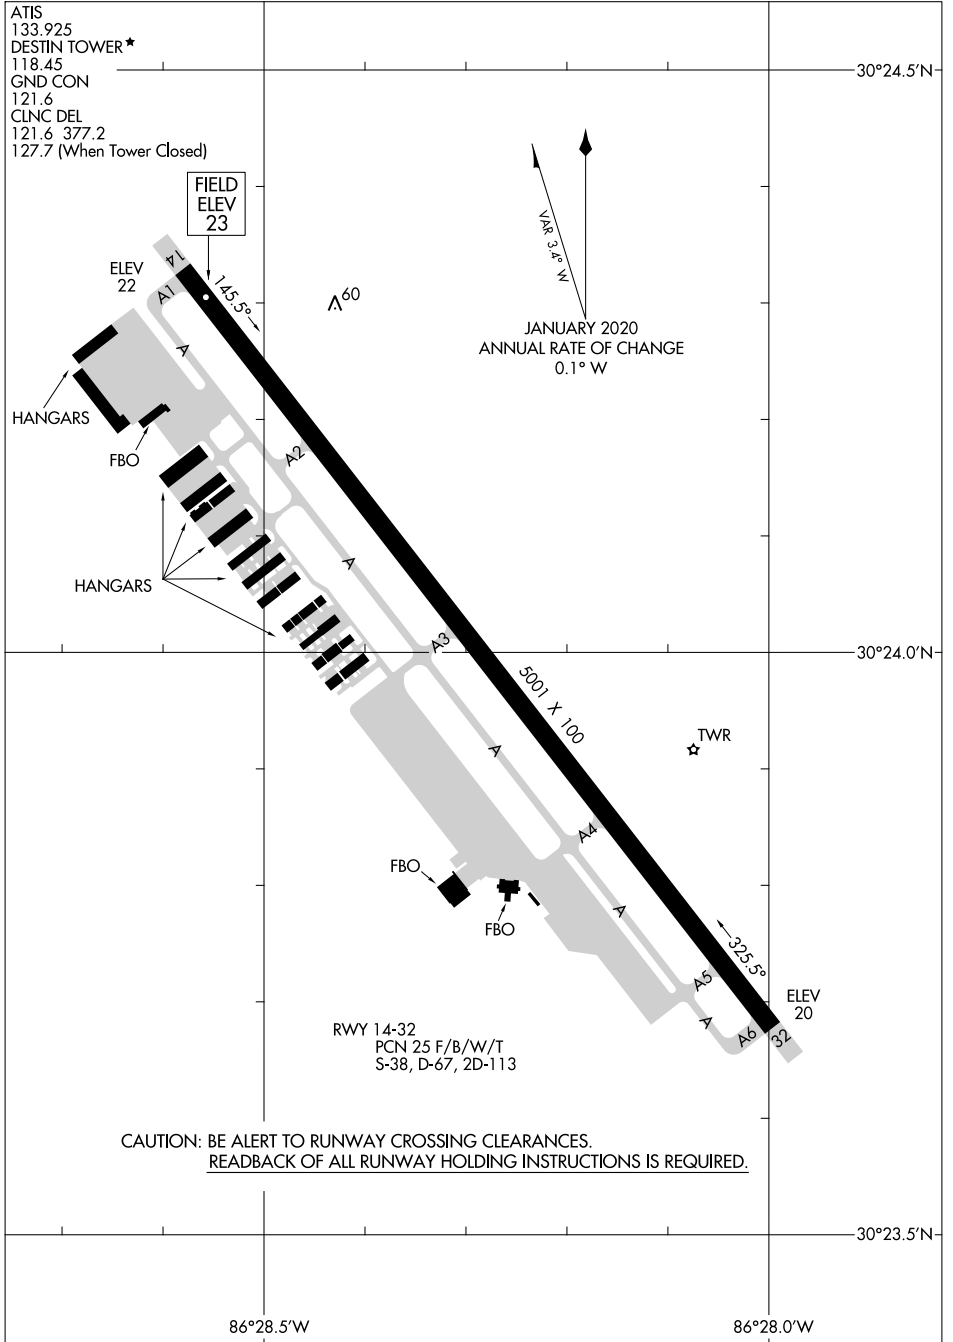 ATIS
133.925
DESTIN TOWER★
118.45
GND CON
121.6
CLNC DEL
121.6 377.2
127.7 (When Tower Closed)
30°24.5'N
FIELD
ELEV
23
VAR 3.4° W
14
ELEV
22
A1
145.5°
60
JANUARY 2020
ANNUAL RATE OF CHANGE
0.1° W
A
HANGARS
FBO
A2
A
HANGARS
A3
30°24.0'N
5001 X 100
TWR
A
A4
FBO
FBO
A
325.5°
A5
ELEV
20
A
A6
32
RWY 14-32
PCN 25 F/B/W/T
S-38, D-67, 2D-113
CAUTION: BE ALERT TO RUNWAY CROSSING CLEARANCES.
READBACK OF ALL RUNWAY HOLDING INSTRUCTIONS IS REQUIRED.
30°23.5'N
86°28.5'W
86°28.0'W